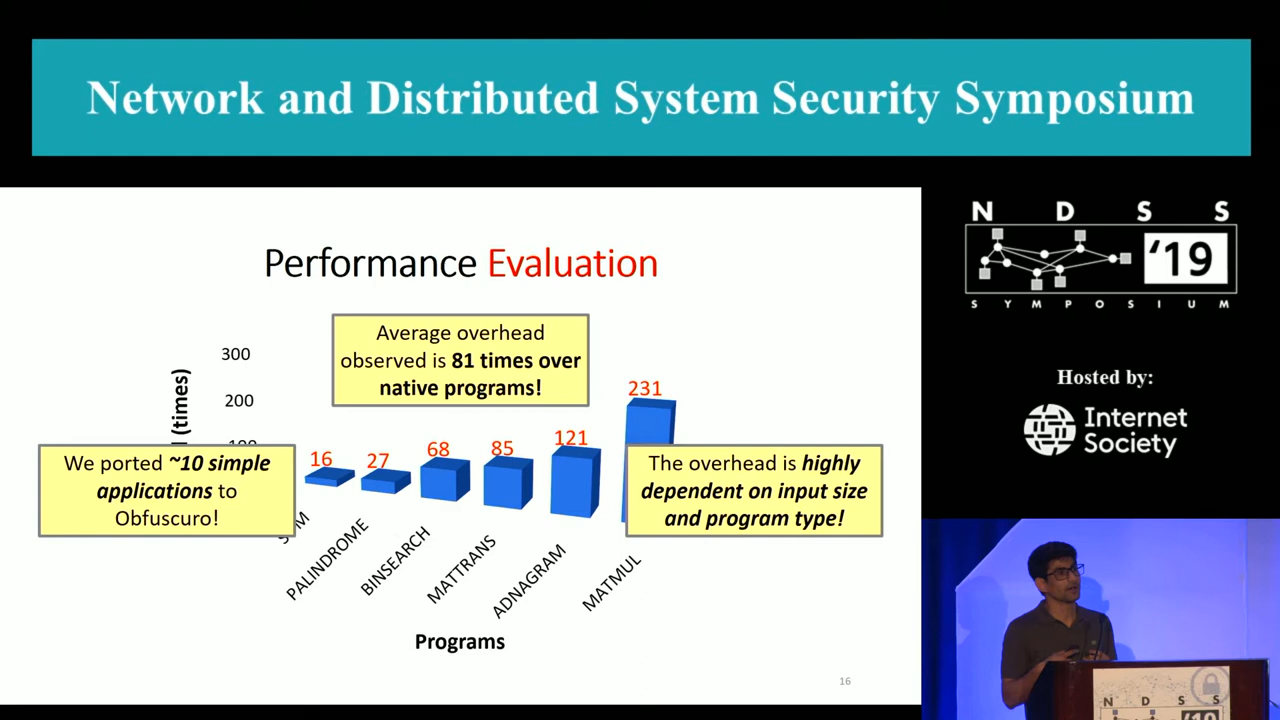 Network and Distributed System Security Symposium
N D S S
'19
S Y M P O S I U M
Hosted by:
Internet
Society
Performance Evaluation
Average overhead
observed is 81 times over
native programs!
300
200
(times)
We ported ~10 simple
applications to
Obfuscuro!
The overhead is highly
dependent on input size
and program type!
16
27
68
85
121
231
PALINDROME
BINSEARCH
MATTRANS
ADNAGRAM
MATMUL
Programs
16
N D S S
'19